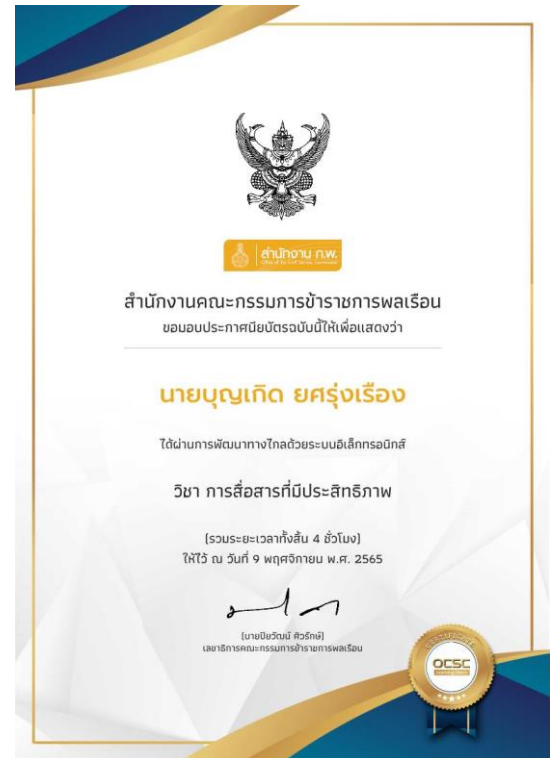 สำนักงาน ก.พ.
สำนักงานคณะกรรมการข้าราชการพลเรือน
ขอมอบประกาศนียบัตรฉบับนี้ให้เพื่อแสดงว่า
นายบุญเกิด ยศรุ่งเรือง
ได้ผ่านการพัฒนาทางไกลด้วยระบบอิเล็กทรอนิกส์
วิชา การสื่อสารที่มีประสิทธิภาพ
(รวมระยะเวลาทั้งสิ้น 4 ชั่วโมง)
ให้ไว้ ณ วันที่ 9 พฤศจิกายน พ.ศ. 2565
(นายปิยวัฒน์ ศิวรักษ์)
เลขาธิการคณะกรรมการข้าราชการพลเรือน
OCSC